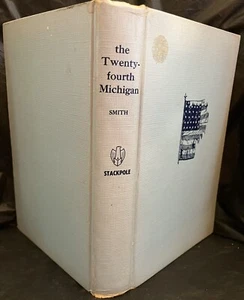 the
Twenty-
fourth
Michigan
SMITH
STACKPOLE